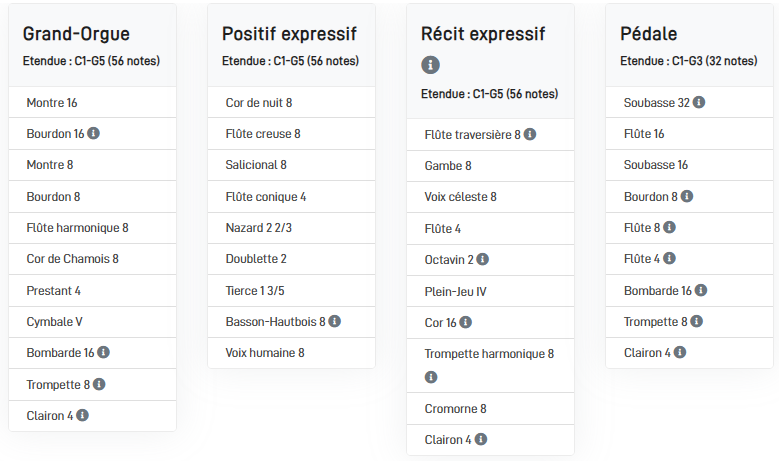 Grand-Orgue
Etendue : C1-G5 (56 notes)
Montre 16
Bourdon 16
Montre 8
Bourdon 8
Flûte harmonique 8
Cor de Chamois 8
Prestant 4
Cymbale V
Bombarde 16
Trompette 8
Clairon 4
Positif expressif
Etendue : C1-G5 (56 notes)
Cor de nuit 8
Flûte creuse 8
Salicional 8
Flûte conique 4
Nazard 2 2/3
Doublette 2
Tierce 1 3/5
Basson-Hautbois 8
Voix humaine 8
Récit expressif
Etendue : C1-G5 (56 notes)
Flûte traversière 8
Gambe 8
Voix céleste 8
Flûte 4
Octavin 2
Plein-Jeu IV
Cor 16
Trompette harmonique 8
Cromorne 8
Clairon 4
Pédale
Etendue : C1-G3 (32 notes)
Soubasse 32
Flûte 16
Soubasse 16
Bourdon 8
Flûte 8
Flûte 4
Bombarde 16
Trompette 8
Clairon 4